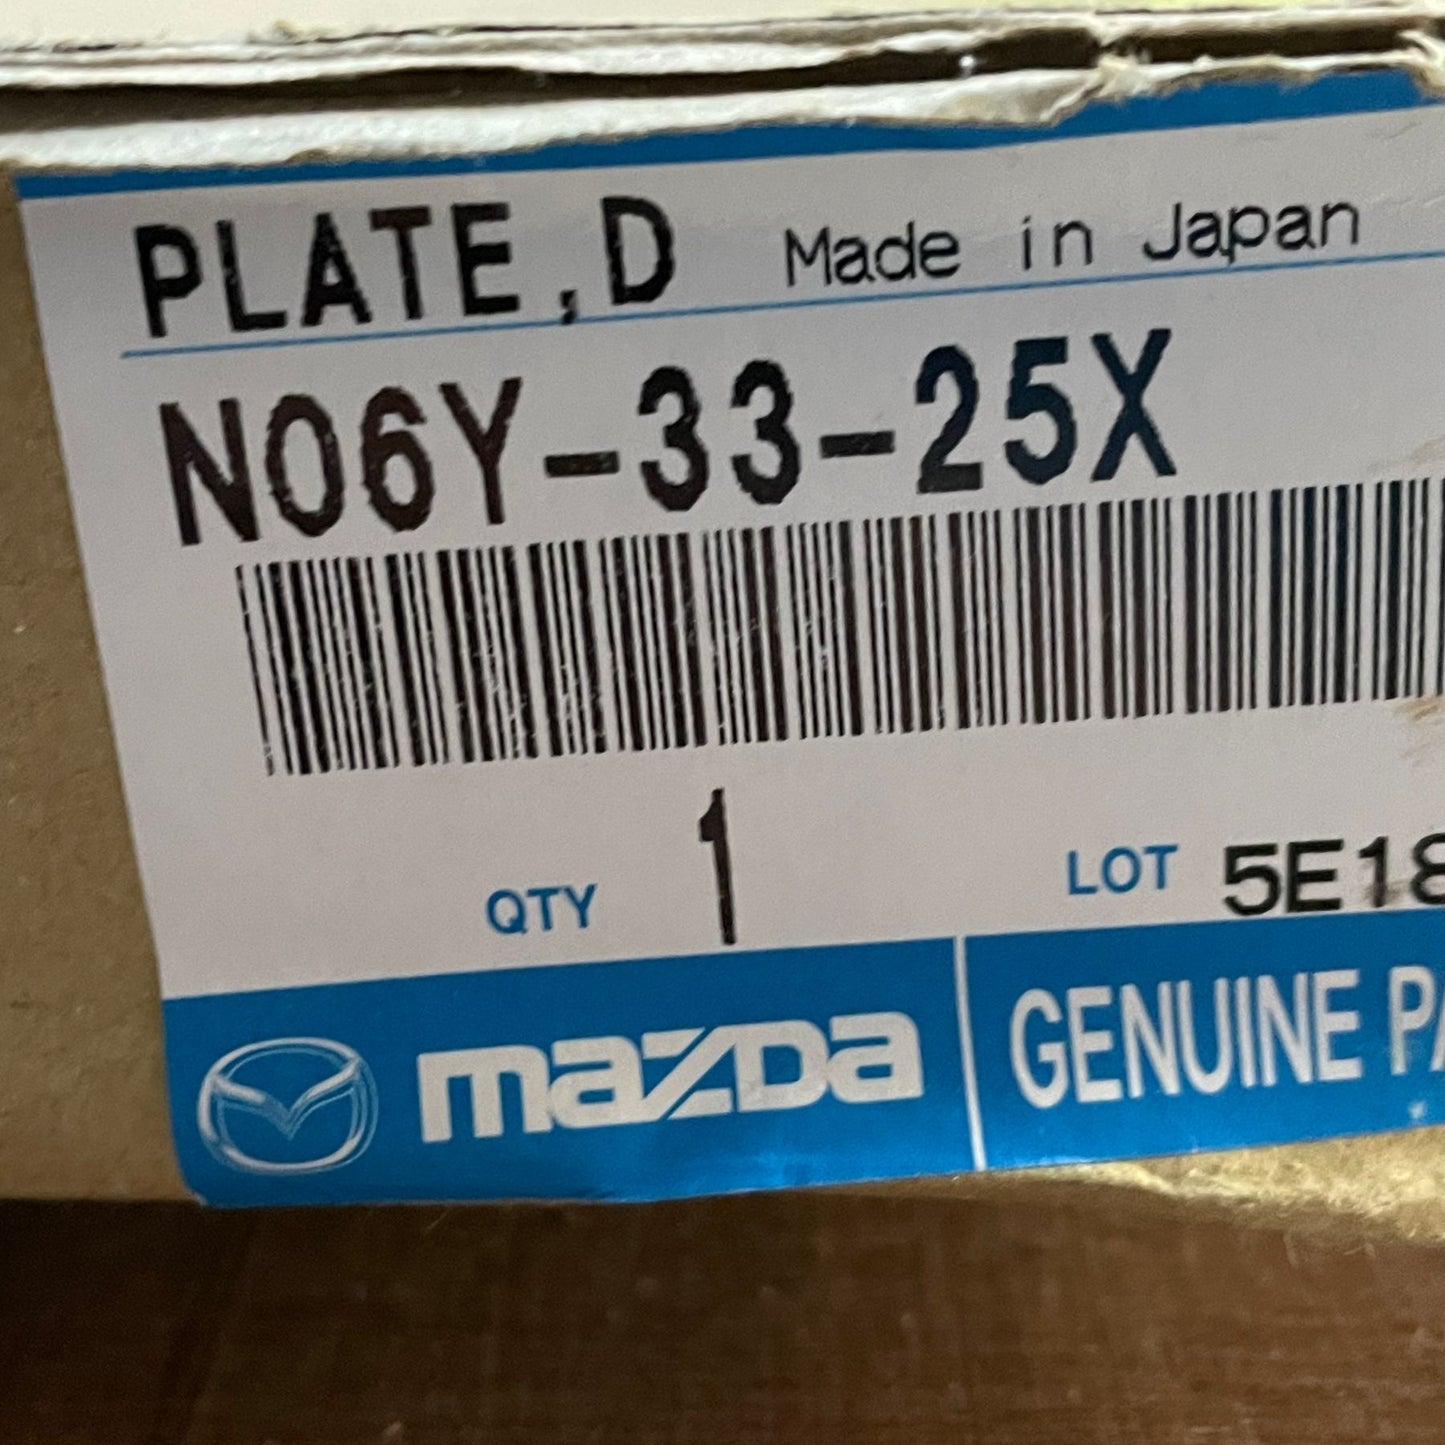 PLATE,D Made in Japan
N06Y-33-25X
QTY 1 LOT 5E18
mazda GENUINE PA